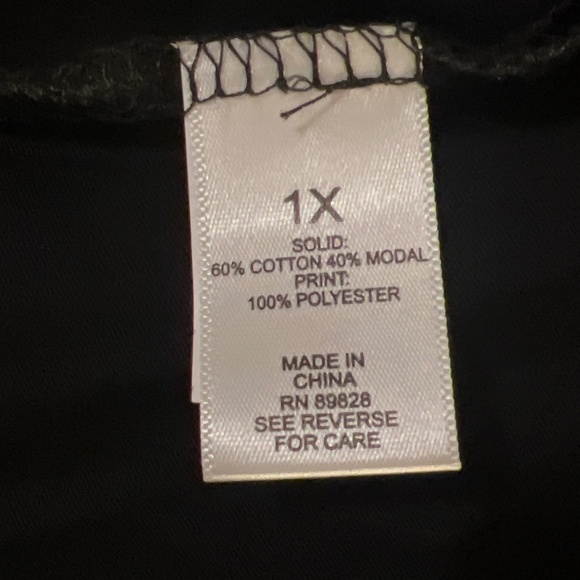 1X
SOLID:
60% COTTON 40% MODAL
PRINT:
100% POLYESTER
MADE IN
CHINA
RN 89828
SEE REVERSE
FOR CARE